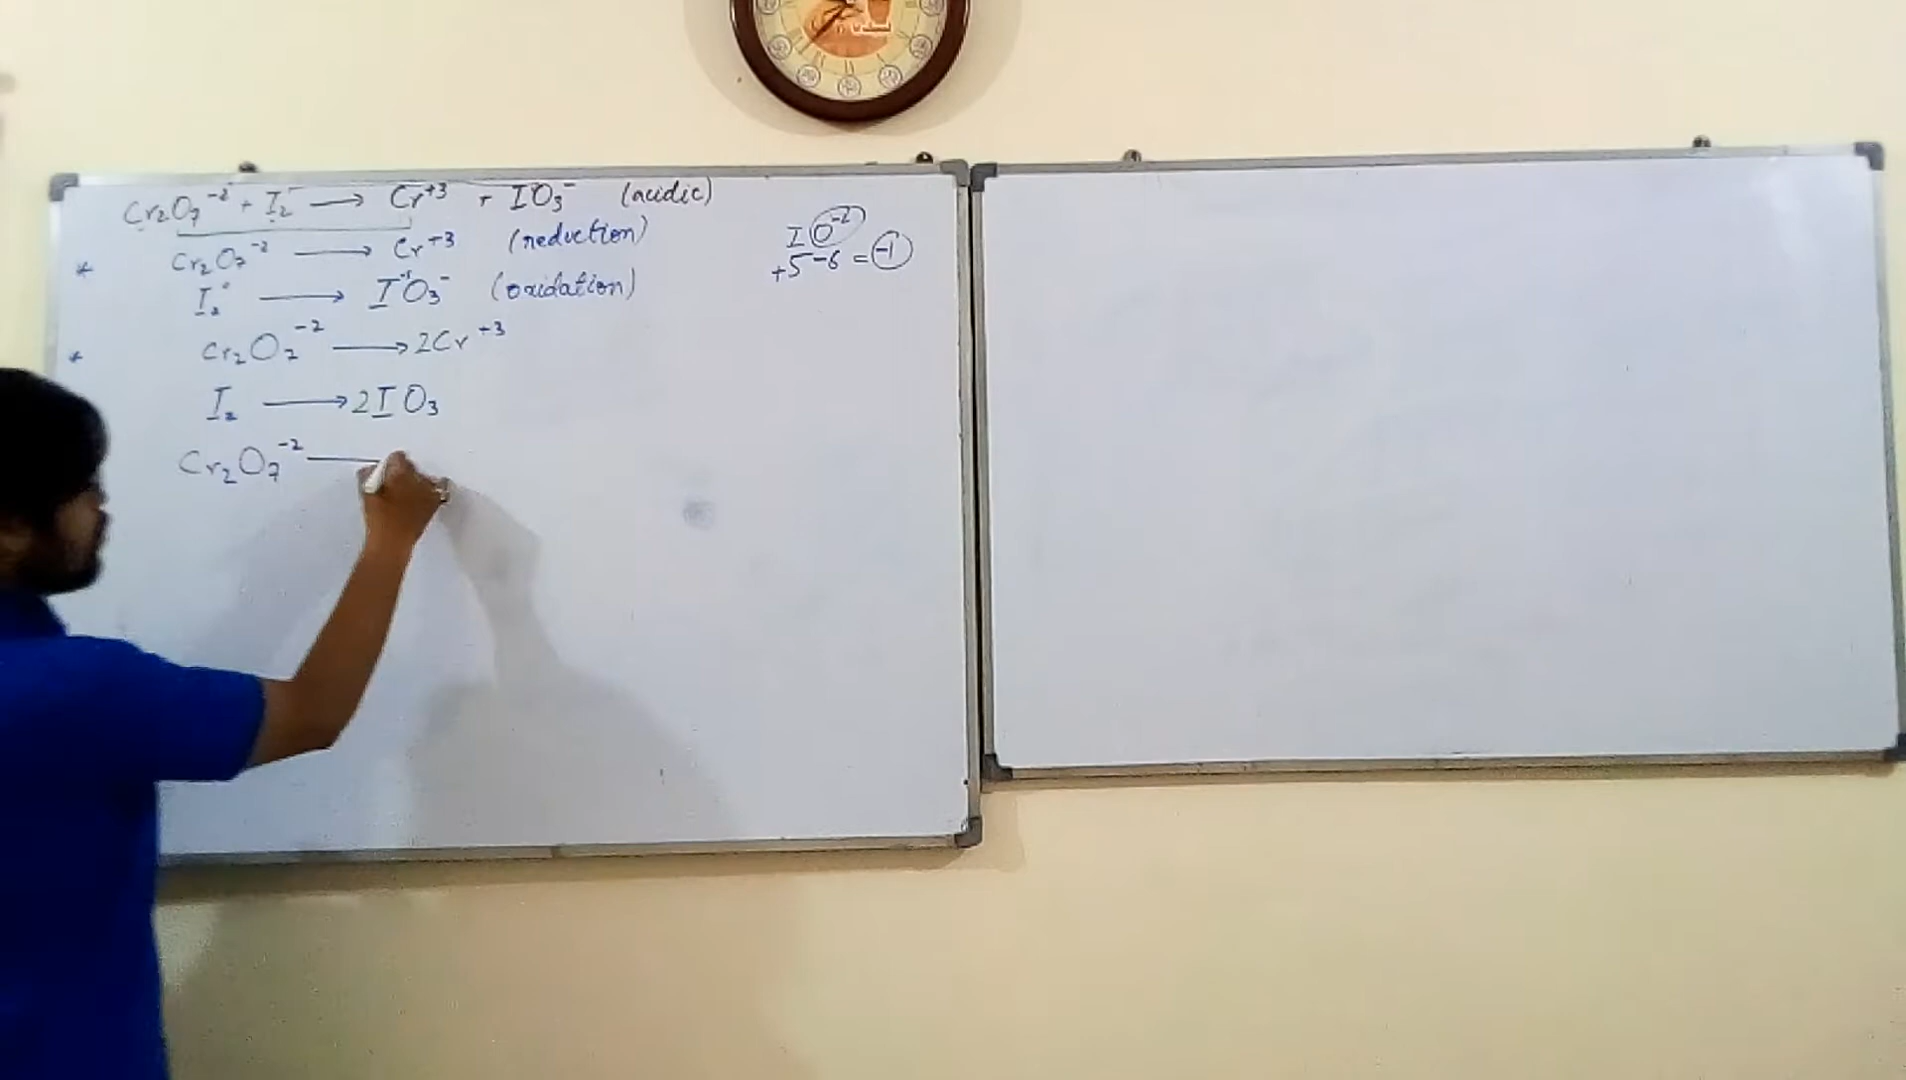 Cr₂O₇⁻² + I₂ → Cr⁺³ + IO₃⁻ (acidic)
* Cr₂O₇⁻² → Cr⁺³ (reduction)
I₂° → IO₃⁻ (oxidation)
* Cr₂O₇⁻² → 2Cr⁺³
I₂ → 2IO₃
Cr₂O₇⁻² —
I O⁻²
+5 -6 = -1